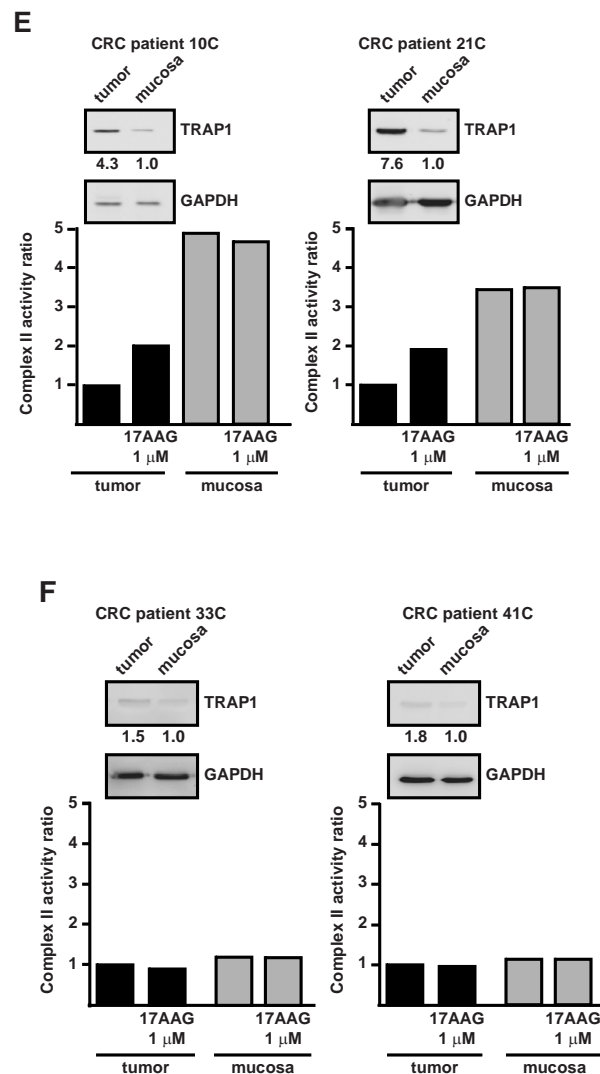 E
CRC patient 10C
tumor mucosa
TRAP1
4.3 1.0
GAPDH
Complex II activity ratio
5
4
3
2
1
17AAG 17AAG
1 μM 1 μM
tumor mucosa
CRC patient 21C
tumor mucosa
TRAP1
7.6 1.0
GAPDH
Complex II activity ratio
5
4
3
2
1
17AAG 17AAG
1 μM 1 μM
tumor mucosa
F
CRC patient 33C
tumor mucosa
TRAP1
1.5 1.0
GAPDH
Complex II activity ratio
5
4
3
2
1
17AAG 17AAG
1 μM 1 μM
tumor mucosa
CRC patient 41C
tumor mucosa
TRAP1
1.8 1.0
GAPDH
Complex II activity ratio
5
4
3
2
1
17AAG 17AAG
1 μM 1 μM
tumor mucosa